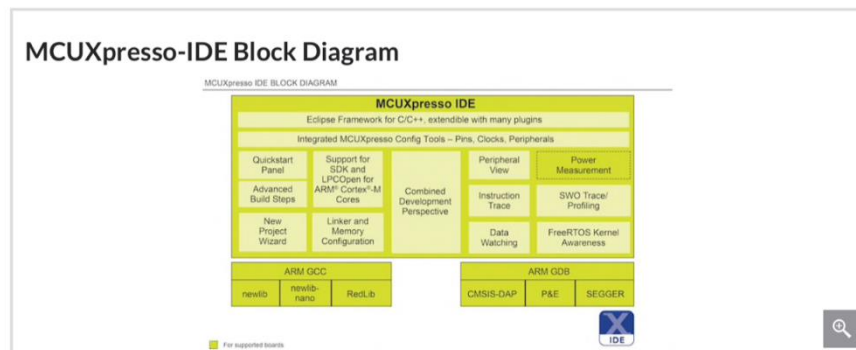 MCUXpresso-IDE Block Diagram
MCUXpresso IDE BLOCK DIAGRAM
MCUXpresso IDE
Eclipse Framework for C/C++, extendible with many plugins
Integrated MCUXpresso Config Tools – Pins, Clocks, Peripherals
Quickstart
Panel
Advanced
Build Steps
New
Project
Wizard
Support for
SDK and
LPCOpen for
ARM® Cortex®-M
Cores
Linker and
Memory
Configuration
Combined
Development
Perspective
Peripheral
View
Instruction
Trace
Data
Watching
Power
Measurement
SWO Trace/
Profiling
FreeRTOS Kernel
Awareness
ARM GCC
newlib
newlib-
nano
RedLib
ARM GDB
CMSIS-DAP
P&E
SEGGER
X
IDE
For supported boards